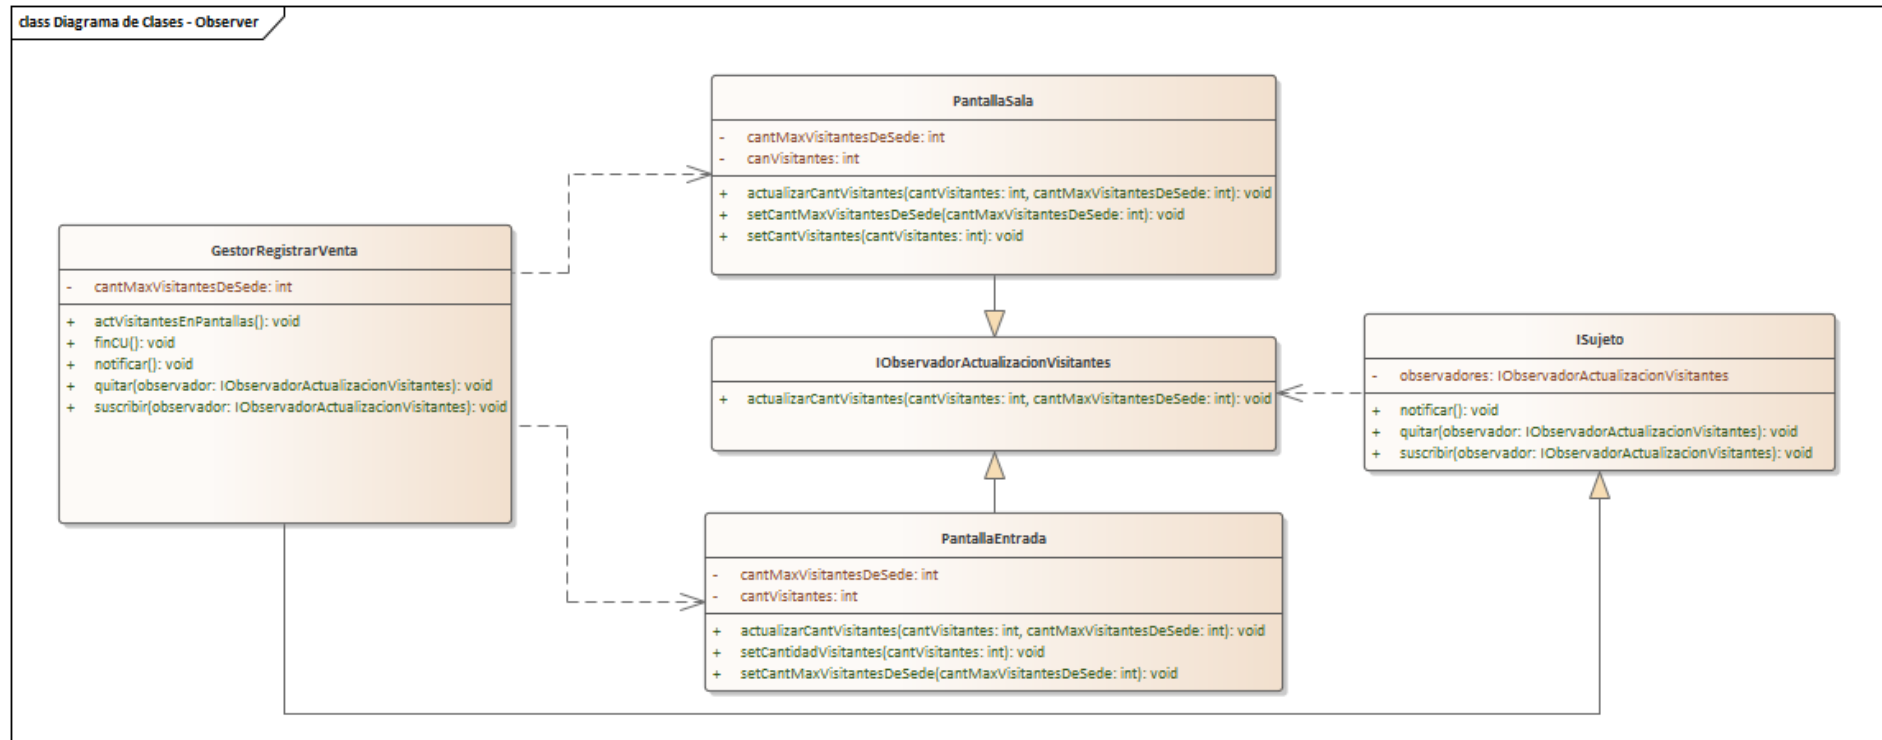 class Diagrama de Clases - Observer
PantallaSala
- cantMaxVisitantesDeSede: int
- canVisitantes: int
+ actualizarCantVisitantes(cantVisitantes: int, cantMaxVisitantesDeSede: int): void
+ setCantMaxVisitantesDeSede(cantMaxVisitantesDeSede: int): void
+ setCantVisitantes(cantVisitantes: int): void
GestorRegistrarVenta
- cantMaxVisitantesDeSede: int
+ actVisitantesEnPantallas(): void
+ finCU(): void
+ notificar(): void
+ quitar(observador: IObservadorActualizacionVisitantes): void
+ suscribir(observador: IObservadorActualizacionVisitantes): void
IObservadorActualizacionVisitantes
+ actualizarCantVisitantes(cantVisitantes: int, cantMaxVisitantesDeSede: int): void
ISujeto
- observadores: IObservadorActualizacionVisitantes
+ notificar(): void
+ quitar(observador: IObservadorActualizacionVisitantes): void
+ suscribir(observador: IObservadorActualizacionVisitantes): void
PantallaEntrada
- cantMaxVisitantesDeSede: int
- cantVisitantes: int
+ actualizarCantVisitantes(cantVisitantes: int, cantMaxVisitantesDeSede: int): void
+ setCantidadVisitantes(cantVisitantes: int): void
+ setCantMaxVisitantesDeSede(cantMaxVisitantesDeSede: int): void